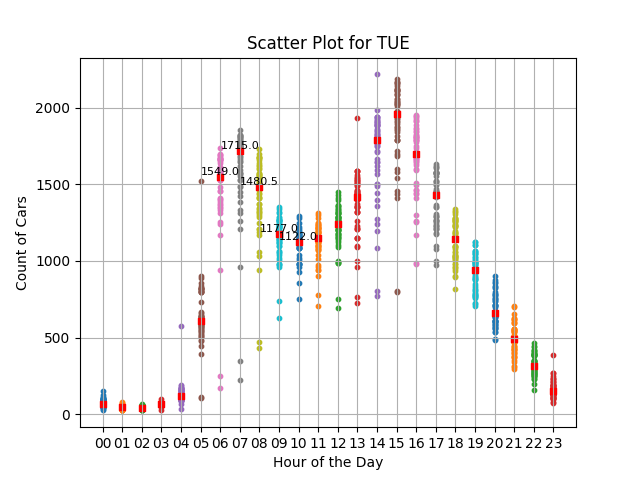 Scatter Plot for TUE
Count of Cars
2000
1500
1000
500
0
1549.0
1715.0
1480.5
1177.0
1122.0
00 01 02 03 04 05 06 07 08 09 10 11 12 13 14 15 16 17 18 19 20 21 22 23
Hour of the Day